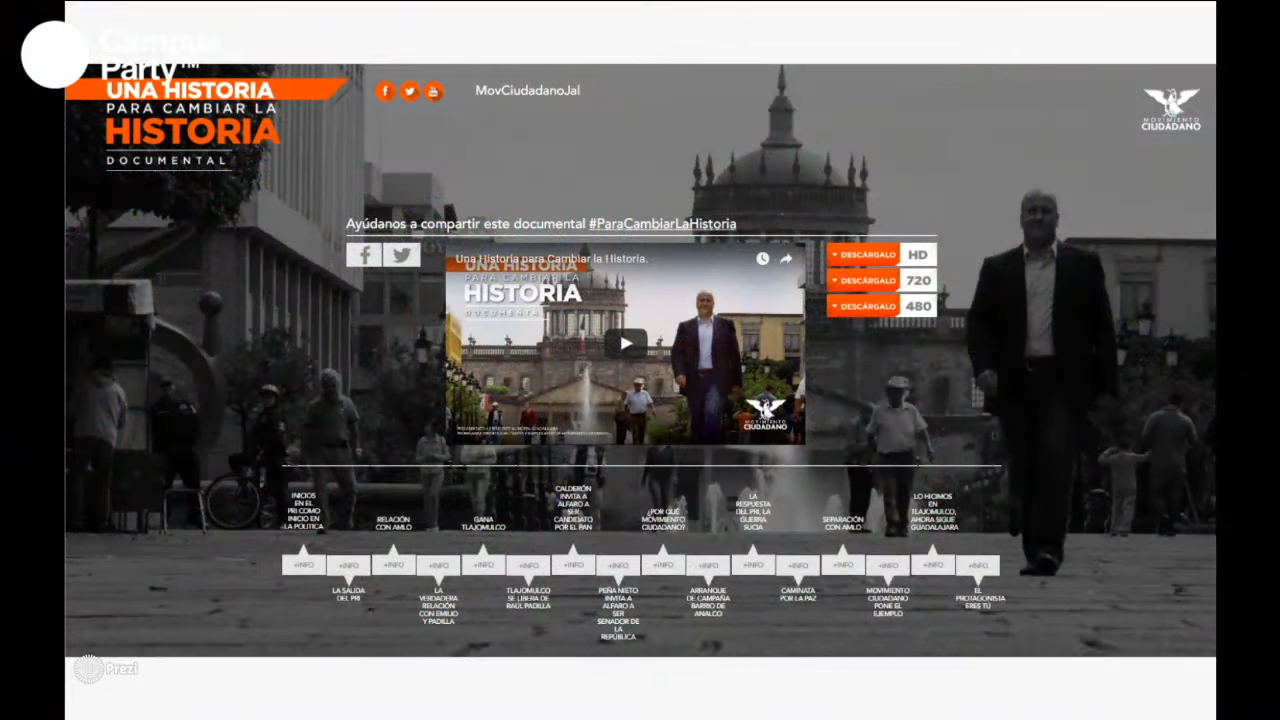 Campus
Party™
UNA HISTORIA
PARA CAMBIAR LA
HISTORIA
DOCUMENTAL
MovCiudadanoJal
MOVIMIENTO
CIUDADANO
Ayúdanos a compartir este documental #ParaCambiarLaHistoria
Una Historia para Cambiar la Historia.
UNA HISTORIA
PARA CAMBIAR LA
HISTORIA
DOCUMENTAL
MOVIMIENTO
CIUDADANO
DESCÁRGALO HD
DESCÁRGALO 720
DESCÁRGALO 480
INICIOS
EN EL
PRI COMO
INICIO EN
LA POLÍTICA
RELACIÓN
CON AMLO
GANA
TLAJOMULCO
CALDERÓN
INVITA A
ALFARO A
SER
CANDIDATO
POR EL PAN
¿POR QUÉ
MOVIMIENTO
CIUDADANO?
LA
RESPUESTA
DEL PRI, LA
GUERRA
SUCIA
SEPARACIÓN
CON AMLO
LO HICIMOS
EN
TLAJOMULCO,
AHORA SIGUE
GUADALAJARA
+INFO +INFO +INFO +INFO +INFO +INFO +INFO +INFO +INFO +INFO +INFO +INFO +INFO +INFO +INFO +INFO
LA SALIDA
DEL PRI
LA
VERDADERA
RELACIÓN
CON EMILIO
Y PADILLA
TLAJOMULCO
SE LIBERA DE
RAÚL PADILLA
PEÑA NIETO
INVITA A
ALFARO A
SER
SENADOR DE
LA
REPÚBLICA
ARRANQUE
DE CAMPAÑA
BARRIO DE
ANALCO
CAMINATA
POR LA PAZ
MOVIMIENTO
CIUDADANO
PONE EL
EJEMPLO
EL
PROTAGONISTA
ERES TÚ
Prezi